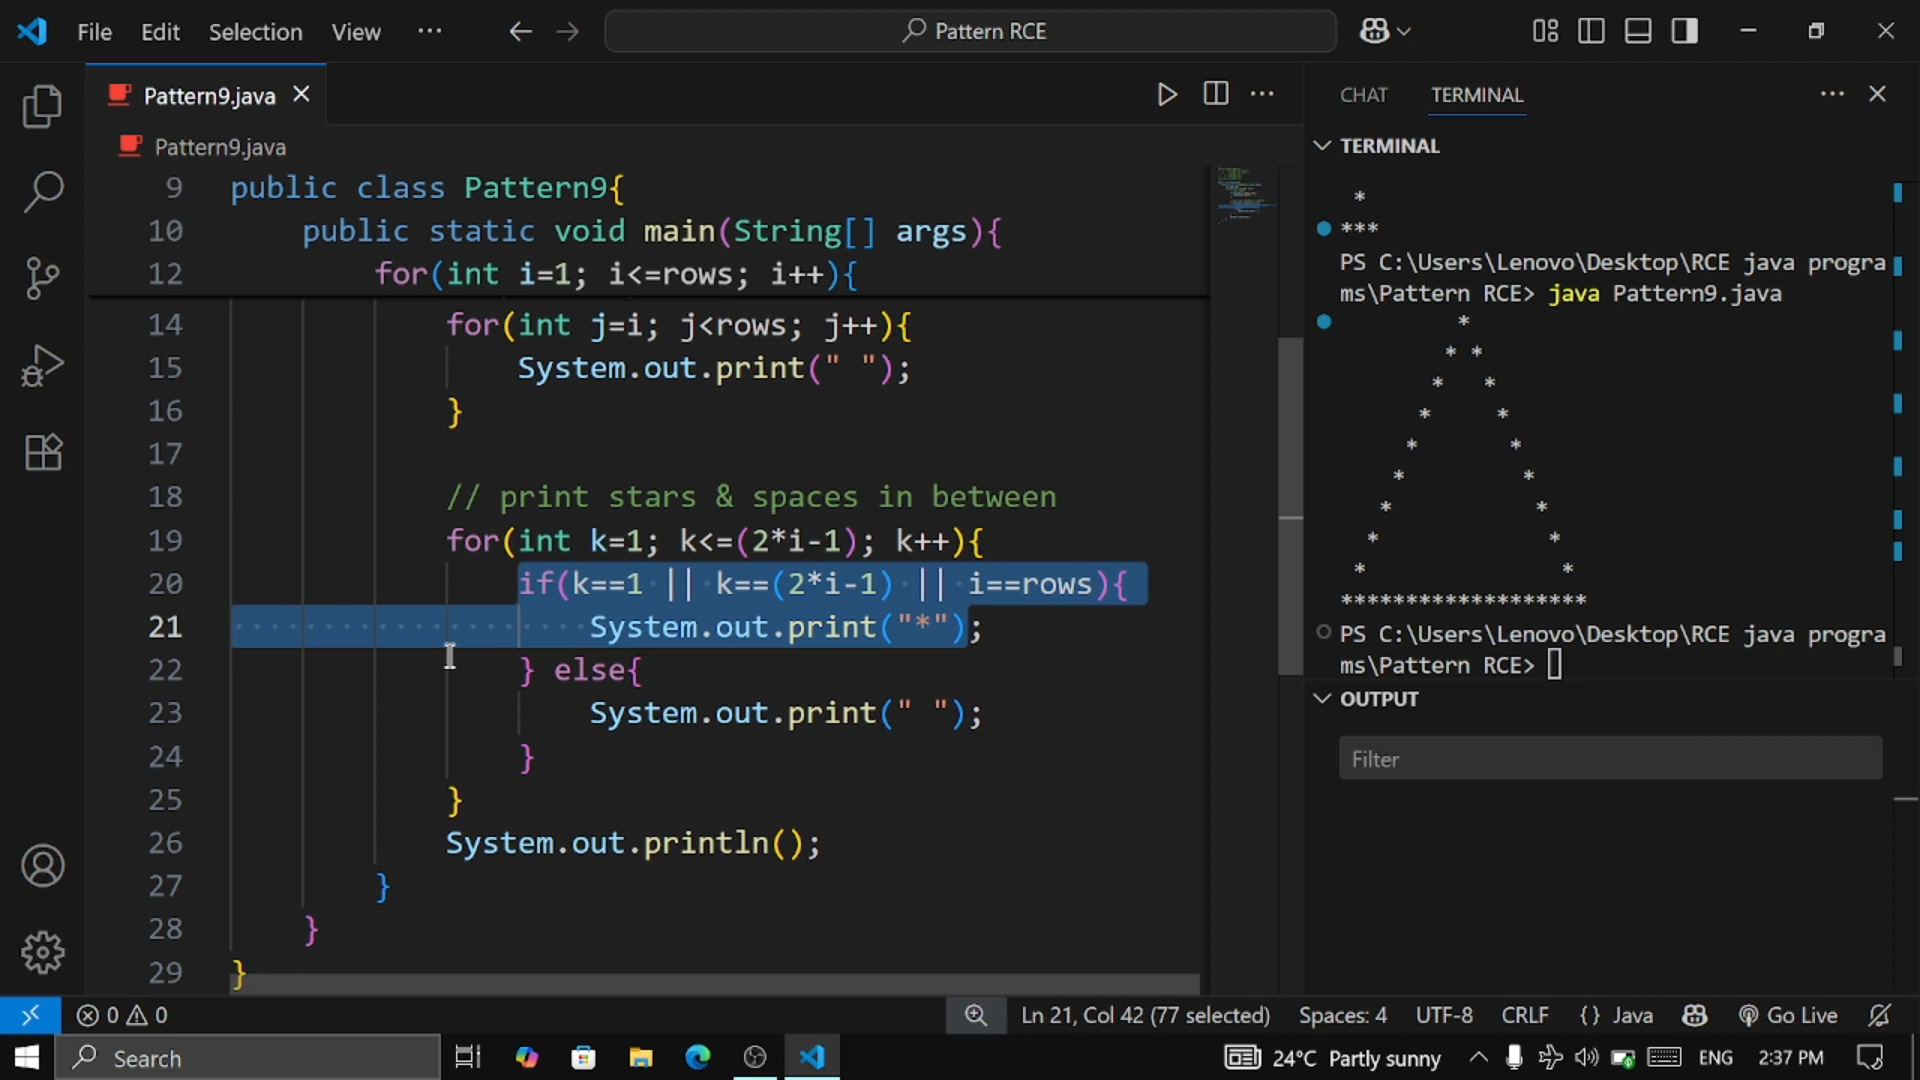 File Edit Selection View ··· Pattern RCE
Pattern9.java
CHAT TERMINAL
Pattern9.java
9 public class Pattern9{
10 public static void main(String[] args){
12 for(int i=1; i<=rows; i++){
14 for(int j=i; j<rows; j++){
15 System.out.print(" ");
16 }
17
18 // print stars & spaces in between
19 for(int k=1; k<=(2*i-1); k++){
20 if(k==1 || k==(2*i-1) || i==rows){
21 System.out.print("*");
22 } else{
23 System.out.print(" ");
24 }
25 }
26 System.out.println();
27 }
28 }
29 }
TERMINAL
 *
***
PS C:\Users\Lenovo\Desktop\RCE java progra
ms\Pattern RCE> java Pattern9.java
         *
        * *
       *   *
      *     *
     *       *
    *         *
   *           *
  *             *
 *               *
*******************
PS C:\Users\Lenovo\Desktop\RCE java progra
ms\Pattern RCE>
OUTPUT
Filter
0 0 Ln 21, Col 42 (77 selected) Spaces: 4 UTF-8 CRLF {} Java Go Live
Search 24°C Partly sunny ENG 2:37 PM